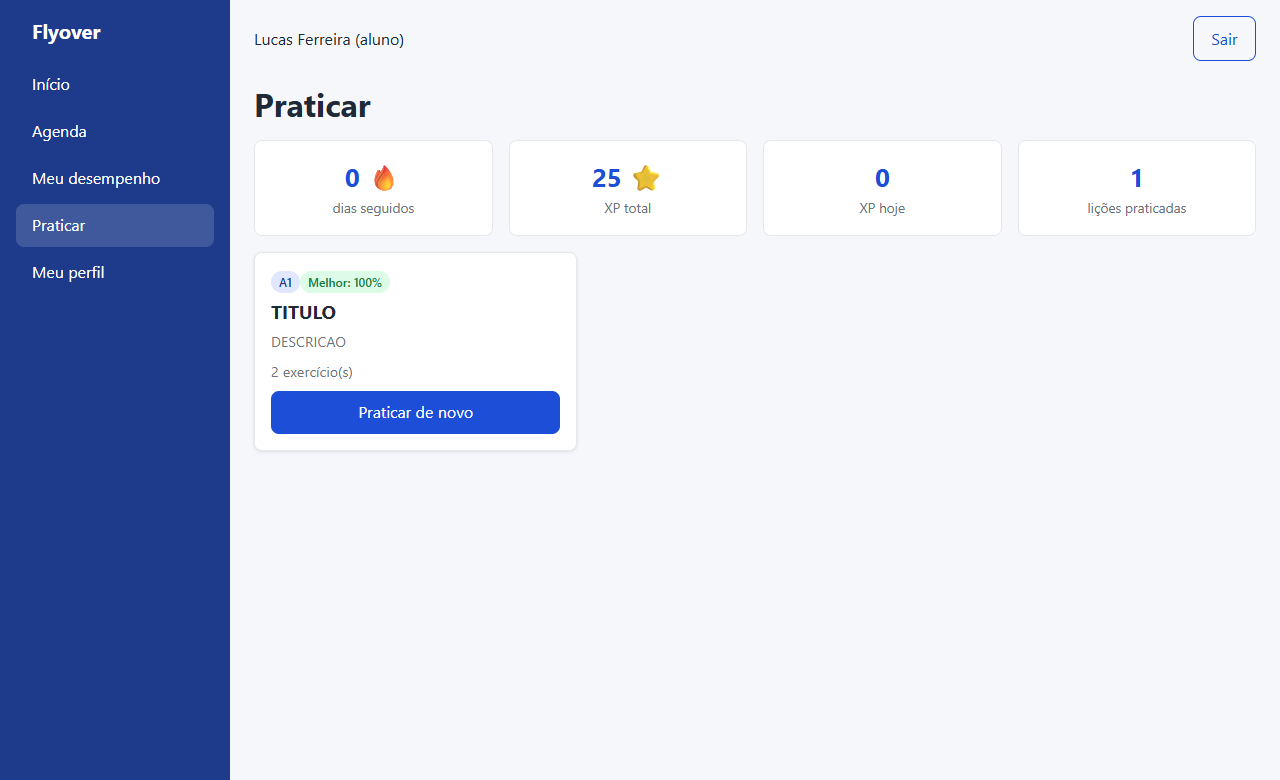 Flyover
Início
Agenda
Meu desempenho
Praticar
Meu perfil
Lucas Ferreira (aluno)
Sair
Praticar
0
dias seguidos
25
XP total
0
XP hoje
1
lições praticadas
A1 Melhor: 100%
TITULO
DESCRICAO
2 exercício(s)
Praticar de novo